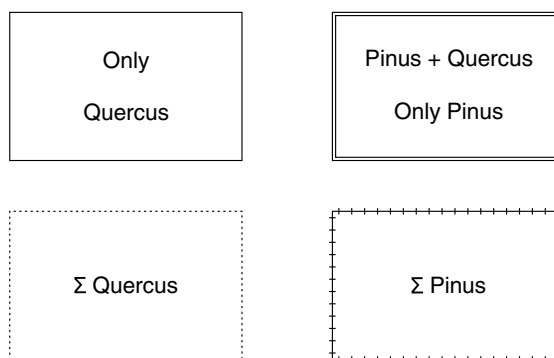 Only
Quercus
Pinus + Quercus
Only Pinus
Σ Quercus
Σ Pinus